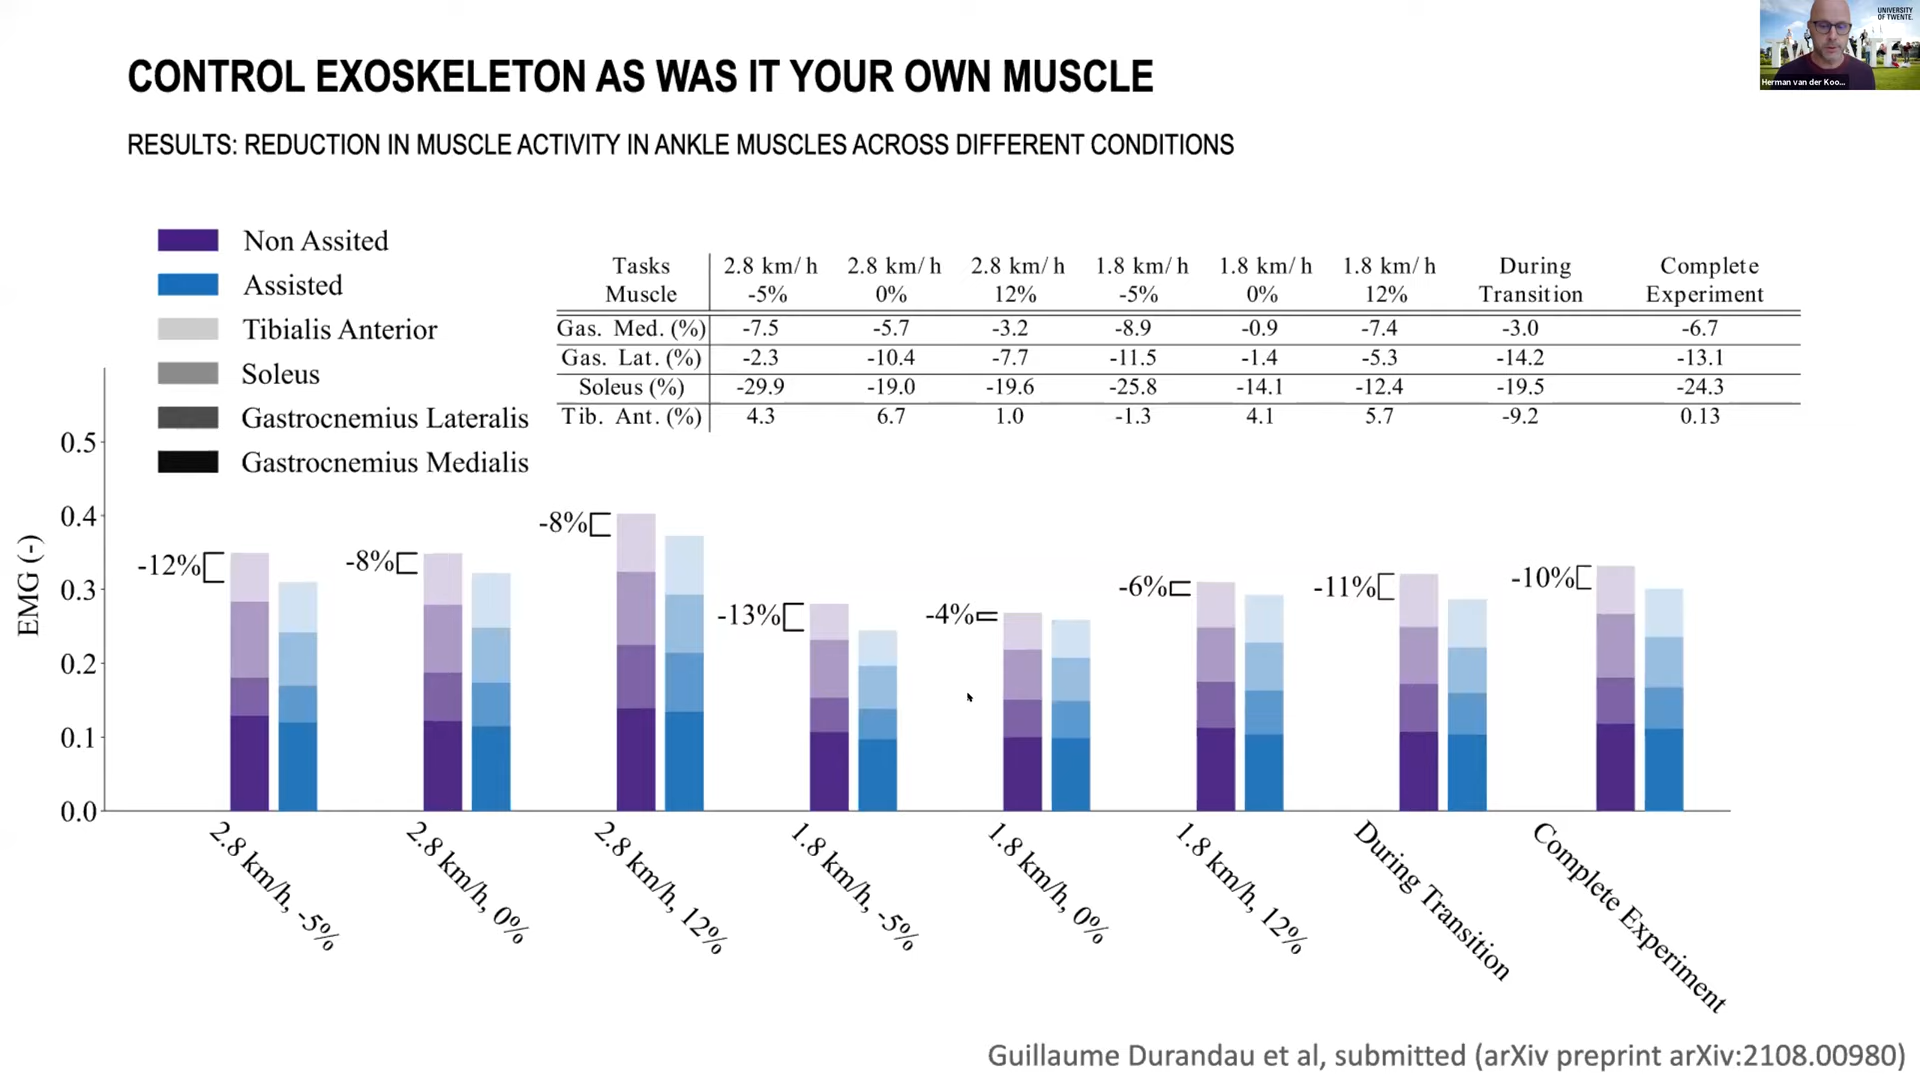 CONTROL EXOSKELETON AS WAS IT YOUR OWN MUSCLE
UNIVERSITY
OF TWENTE.
Herman van der Koo...
RESULTS: REDUCTION IN MUSCLE ACTIVITY IN ANKLE MUSCLES ACROSS DIFFERENT CONDITIONS
Non Assited
Assisted
Tibialis Anterior
Soleus
Gastrocnemius Lateralis
Gastrocnemius Medialis
Tasks 2.8 km/h 2.8 km/h 2.8 km/h 1.8 km/h 1.8 km/h 1.8 km/h During Complete
Muscle -5% 0% 12% -5% 0% 12% Transition Experiment
Gas. Med. (%) -7.5 -5.7 -3.2 -8.9 -0.9 -7.4 -3.0 -6.7
Gas. Lat. (%) -2.3 -10.4 -7.7 -11.5 -1.4 -5.3 -14.2 -13.1
Soleus (%) -29.9 -19.0 -19.6 -25.8 -14.1 -12.4 -19.5 -24.3
Tib. Ant. (%) 4.3 6.7 1.0 -1.3 4.1 5.7 -9.2 0.13
EMG (-)
0.5
0.4
0.3
0.2
0.1
0.0
-12%
-8%
-8%
-13%
-4%
-6%
-11%
-10%
2.8 km/h, -5%
2.8 km/h, 0%
2.8 km/h, 12%
1.8 km/h, -5%
1.8 km/h, 0%
1.8 km/h, 12%
During Transition
Complete Experiment
Guillaume Durandau et al, submitted (arXiv preprint arXiv:2108.00980)